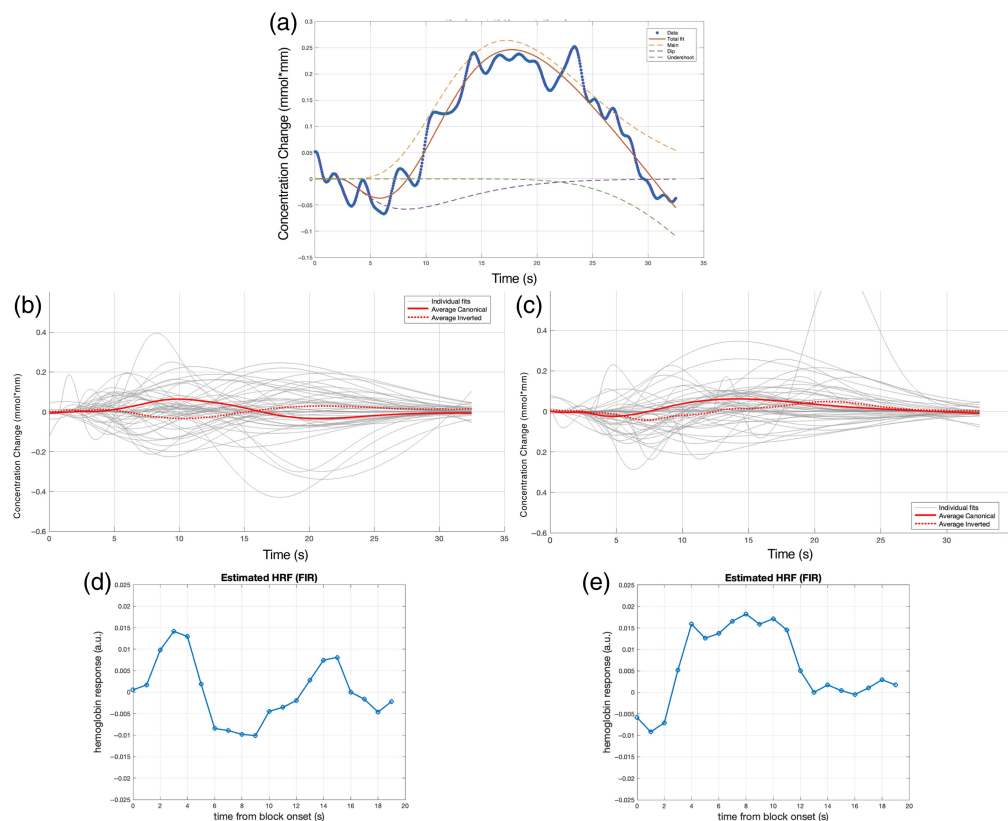 (a)
Data
Total fit
Main
Dip
Undershoot
Concentration Change (mmol*mm)
0.3
0.25
0.2
0.15
0.1
0.05
0
−0.05
−0.1
−0.15
0 5 10 15 20 25 30 35
Time (s)
(b)
Individual fits
Average Canonical
Average Inverted
Concentration Change (mmol*mm)
0.4
0.2
0
−0.2
−0.4
−0.6
0 5 10 15 20 25 30 35
Time (s)
(c)
Individual fits
Average Canonical
Average Inverted
Concentration Change (mmol*mm)
0.4
0.2
0
0.2
0.4
−0.6
0 5 10 15 20 25 30
Time (s)
(d)
Estimated HRF (FIR)
hemoglobin response (a.u.)
0.025
0.02
0.015
0.01
0.005
0
−0.005
−0.01
−0.015
−0.02
−0.025
0 2 4 6 8 10 12 14 16 18 20
time from block onset (s)
(e)
Estimated HRF (FIR)
hemoglobin response (a.u.)
0.025
0.02
0.015
0.01
0.005
0
−0.005
−0.01
−0.015
−0.02
−0.025
0 2 4 6 8 10 12 14 16 18 20
time from block onset (s)